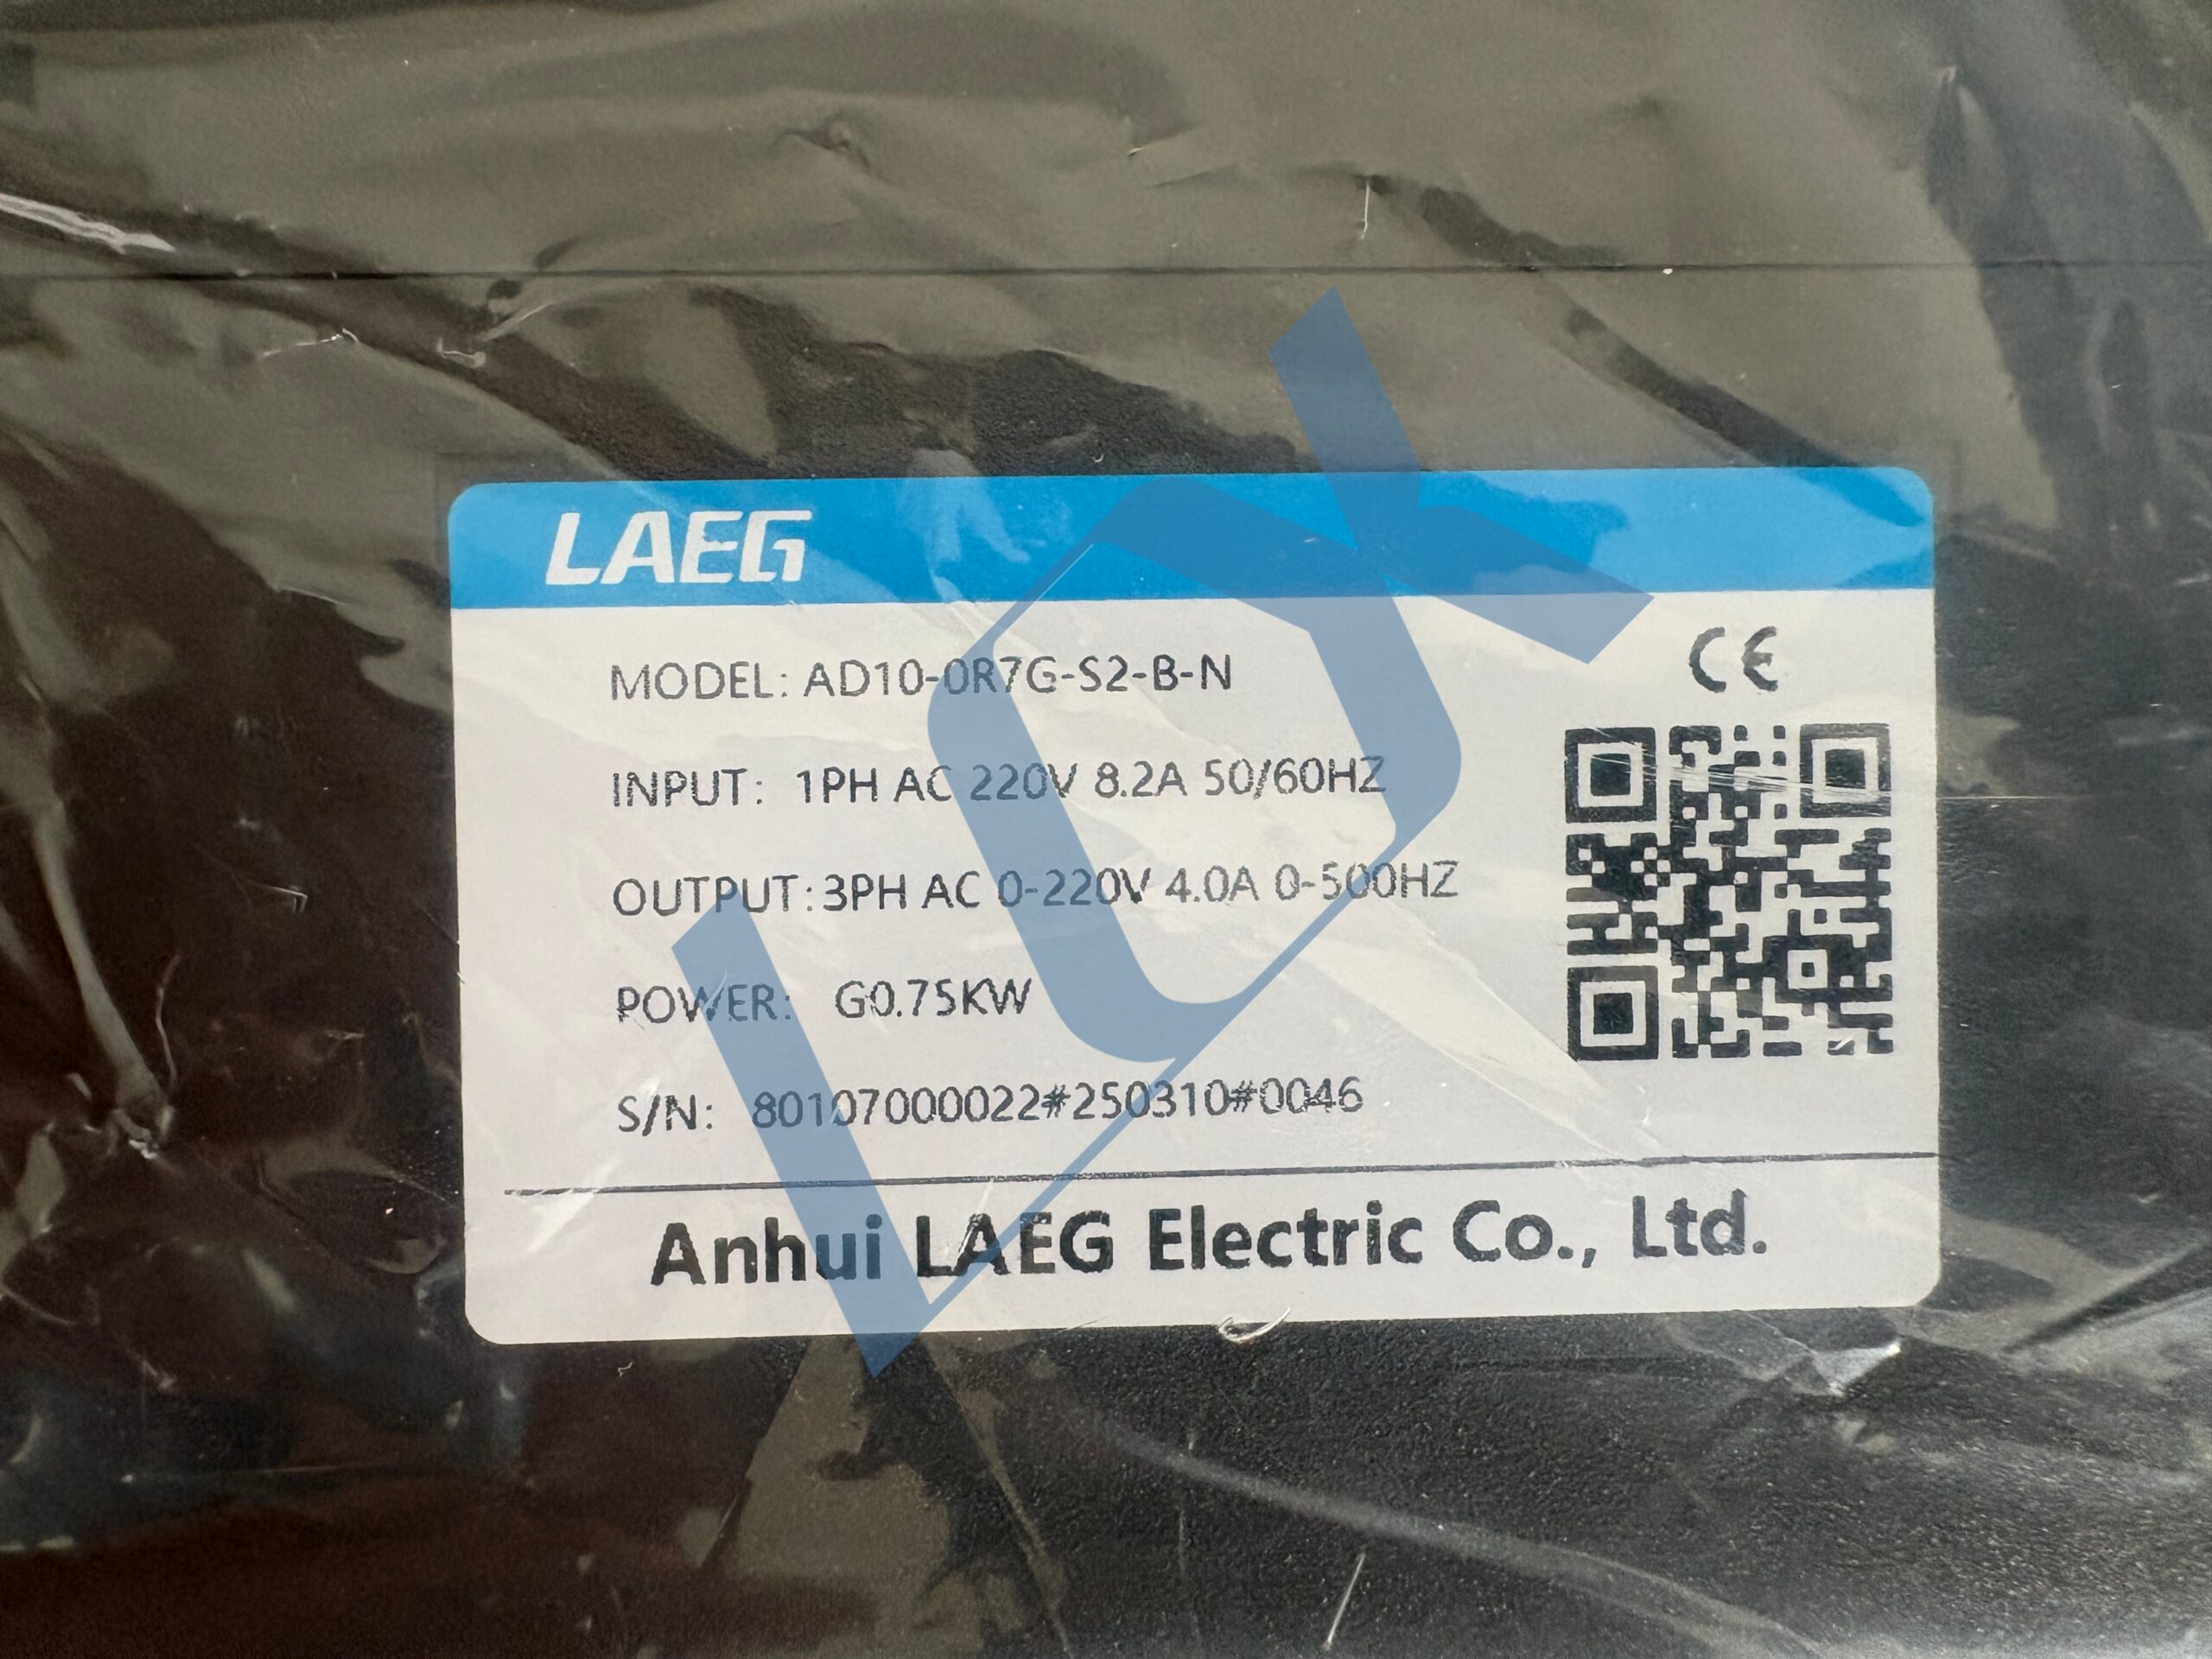 LAEG
MODEL: AD10-0R7G-S2-B-N
CE
INPUT: 1PH AC 220V 8.2A 50/60HZ
OUTPUT:3PH AC 0-220V 4.0A 0-500HZ
POWER: G0.75KW
S/N: 80107000022#250310#0046
Anhui LAEG Electric Co., Ltd.